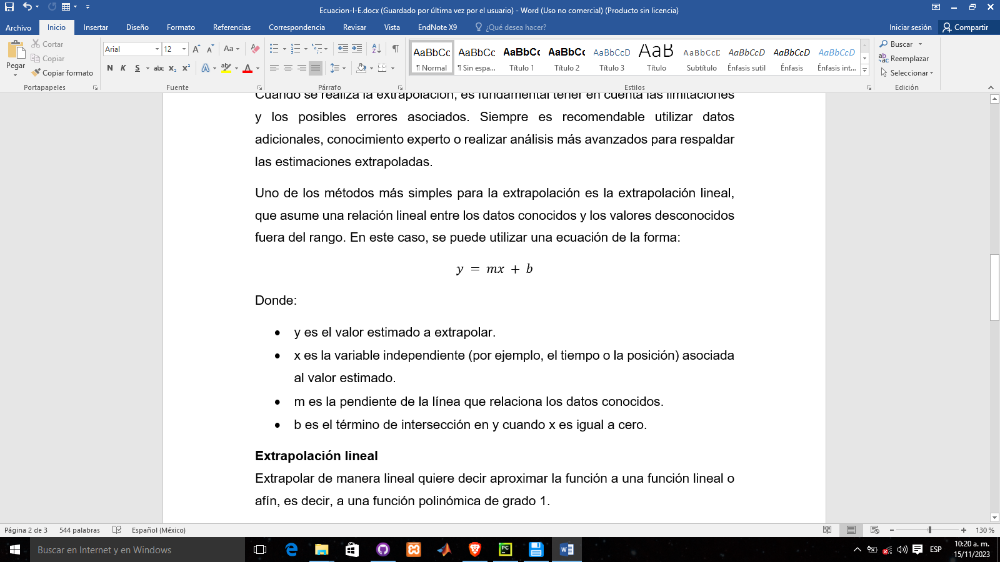 Ecuacion-I-E.docx (Guardado por última vez por el usuario) - Word (Uso no comercial) (Producto sin licencia)
Archivo Inicio Insertar Diseño Formato Referencias Correspondencia Revisar Vista EndNote X9 ¿Qué desea hacer? Iniciar sesión Compartir
Pegar
Cortar
Copiar
Copiar formato
Portapapeles
Arial 12 A A Aa
N K S abc x₂ x² A aby A
Fuente
Párrafo
AaBbCc AaBbCc AaBbCc AaBbCc AaBbCcD AaB AaBbCcD AaBbCcD AaBbCcD AaBbCcD
¶ Normal ¶ Sin espa... Título 1 Título 2 Título 3 Título Subtítulo Énfasis sutil Énfasis Énfasis int...
Estilos
Buscar
Reemplazar
Seleccionar
Edición
Cuando se realiza la extrapolación, es fundamental tener en cuenta las limitaciones
y los posibles errores asociados. Siempre es recomendable utilizar datos
adicionales, conocimiento experto o realizar análisis más avanzados para respaldar
las estimaciones extrapoladas.
Uno de los métodos más simples para la extrapolación es la extrapolación lineal,
que asume una relación lineal entre los datos conocidos y los valores desconocidos
fuera del rango. En este caso, se puede utilizar una ecuación de la forma:
y = mx + b
Donde:
• y es el valor estimado a extrapolar.
• x es la variable independiente (por ejemplo, el tiempo o la posición) asociada
al valor estimado.
• m es la pendiente de la línea que relaciona los datos conocidos.
• b es el término de intersección en y cuando x es igual a cero.
Extrapolación lineal
Extrapolar de manera lineal quiere decir aproximar la función a una función lineal o
afín, es decir, a una función polinómica de grado 1.
Página 2 de 3 544 palabras Español (México) 130 %
Buscar en Internet y en Windows
ESP
10:20 a. m.
15/11/2023